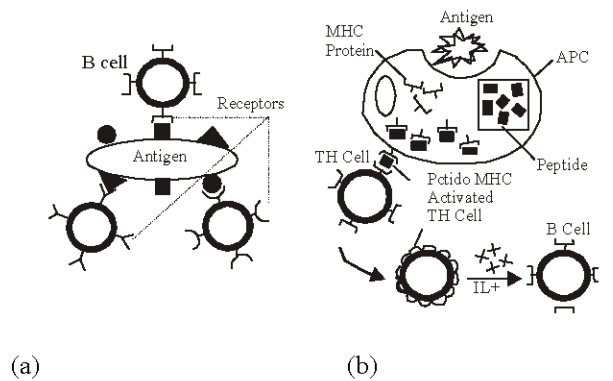 B cell
Receptors
Antigen
(a)
Antigen
MHC
Protein
APC
Peptide
TH Cell
Pctido MHC
Activated
TH Cell
B Cell
IL+
(b)